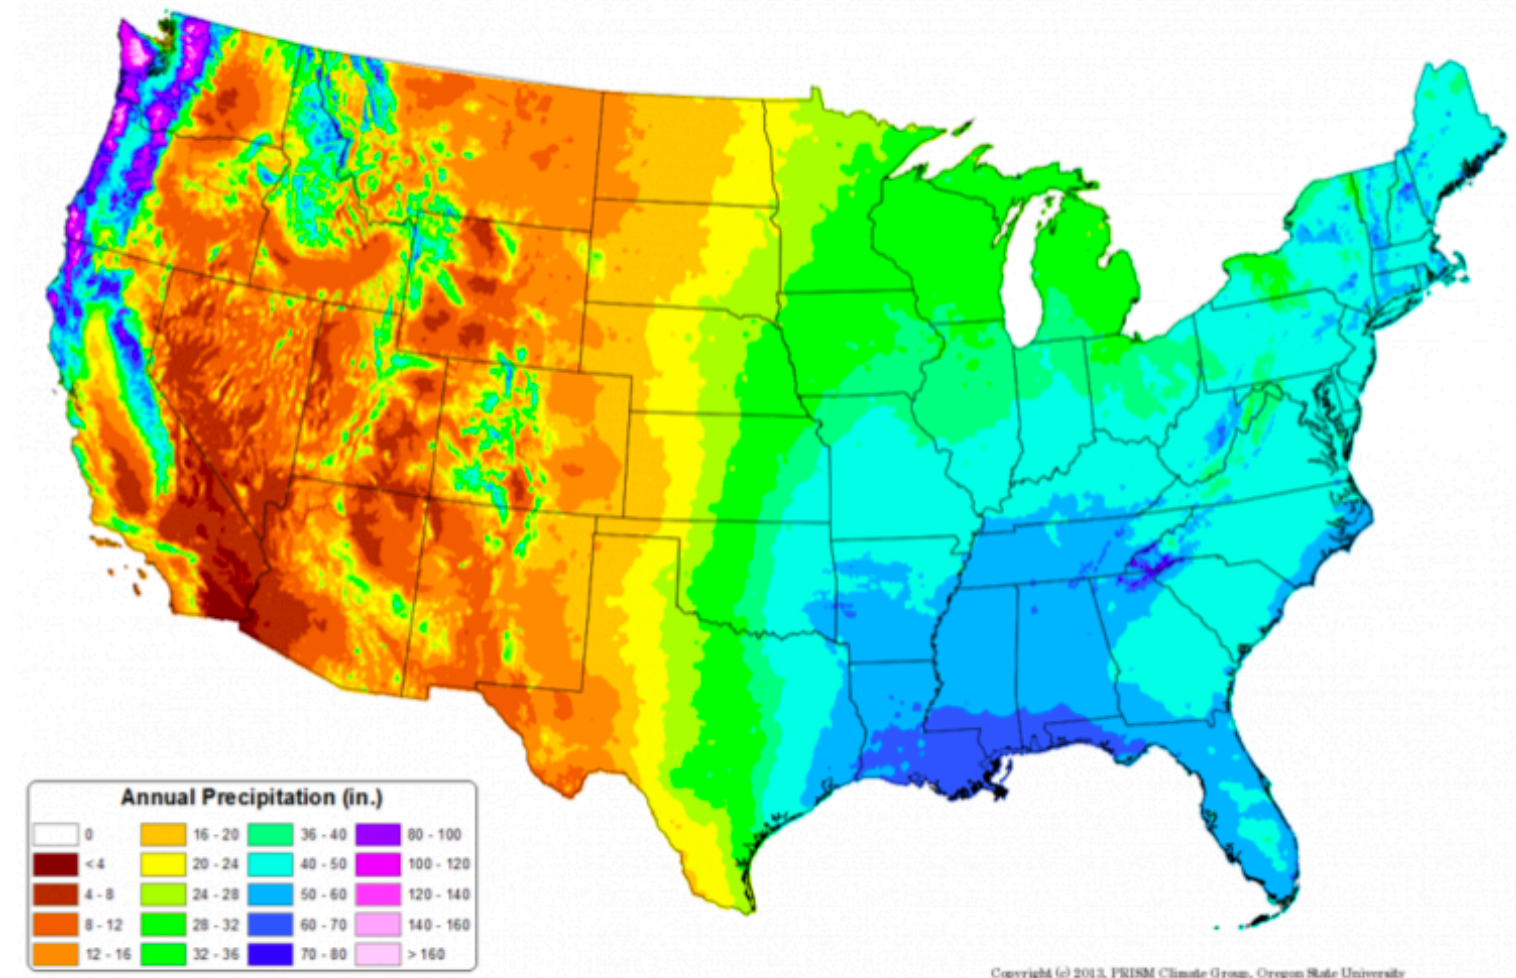 Annual Precipitation (in.)
0 16 - 20 36 - 40 80 - 100
< 4 20 - 24 40 - 50 100 - 120
4 - 8 24 - 28 50 - 60 120 - 140
8 - 12 28 - 32 60 - 70 140 - 160
12 - 16 32 - 36 70 - 80 > 160
Copyright (c) 2013, PRISM Climate Group, Oregon State University